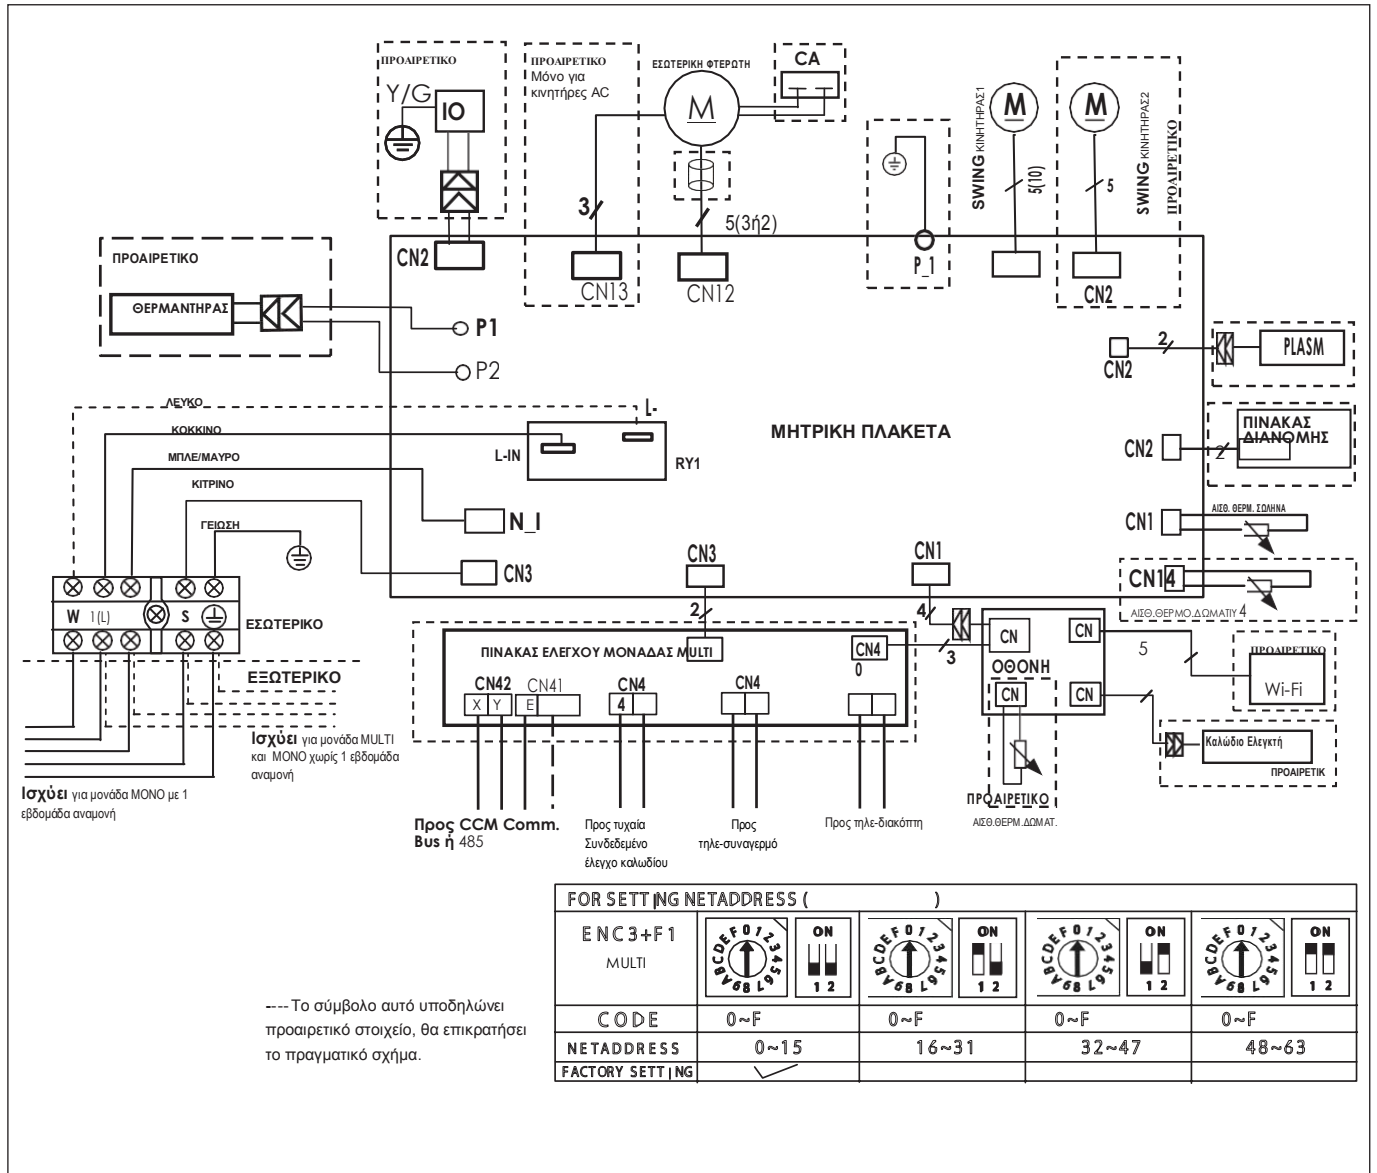 ΠΡΟΑΙΡΕΤΙΚΟ
Y/G
IO
CN2
ΠΡΟΑΙΡΕΤΙΚΟ
Μόνο για
κινητήρες AC
3
CN13
ΕΣΩΤΕΡΙΚΗ ΦΤΕΡΩΤΗ
M
CA
5(3ή2)
CN12
P_1
M
SWING ΚΙΝΗΤΗΡΑΣ1
5(10)
M
SWING ΚΙΝΗΤΗΡΑΣ2
ΠΡΟΑΙΡΕΤΙΚΟ
5
CN2
ΠΡΟΑΙΡΕΤΙΚΟ
ΘΕΡΜΑΝΤΗΡΑΣ
P1
P2
CN2
2
PLASM
ΛΕΥΚΟ
ΚΟΚΚΙΝΟ
ΜΠΛΕ/ΜΑΥΡΟ
ΚΙΤΡΙΝΟ
ΓΕΙΩΣΗ
L-
L-IN
RY1
ΜΗΤΡΙΚΗ ΠΛΑΚΕΤΑ
CN2
2
ΠΙΝΑΚΑΣ
ΔΙΑΝΟΜΗΣ
N_I
CN3
CN1
ΑΙΣΘ. ΘΕΡΜ. ΣΩΛΗΝΑ
CN14
ΑΙΣΘ.ΘΕΡΜΟ.ΔΩΜΑΤΙΥ 4
CN3
2
CN1
4
3
W 1(L) S
ΕΣΩΤΕΡΙΚΟ
ΕΞΩΤΕΡΙΚΟ
Ισχύει για μονάδα MULTI
και ΜΟΝΟ χωρίς 1 εβδομάδα
αναμονή
Ισχύει για μονάδα ΜΟΝΟ με 1
εβδομάδα αναμονή
ΠΙΝΑΚΑΣ ΕΛΕΓΧΟΥ ΜΟΝΑΔΑΣ MULTI
CN4
0
CN42
X Y
CN41
E
CN4
4
CN4
CN
ΟΘΟΝΗ
CN
CN
CN
5
ΠΡΟΑΙΡΕΤΙΚΟ
Wi-Fi
Καλώδιο Ελεγκτή
ΠΡΟΑΙΡΕΤΙΚ
ΠΡΟΑΙΡΕΤΙΚΟ
ΑΙΣΘ.ΘΕΡΜ.ΔΩΜΑΤ.
Προς CCM Comm.
Bus ή 485
Προς τυχαία
Συνδεδεμένο
έλεγχο καλωδίου
Προς
τηλε-συναγερμό
Προς τηλε-διακόπτη
---- Το σύμβολο αυτό υποδηλώνει
προαιρετικό στοιχείο, θα επικρατήσει
το πραγματικό σχήμα.
FOR SETTING NETADDRESS ( )
ENC3+F1
MULTI
0123456789ABCDEF ON 1 2
0123456789ABCDEF ON 1 2
0123456789ABCDEF ON 1 2
0123456789ABCDEF ON 1 2
CODE 0~F 0~F 0~F 0~F
NETADDRESS 0~15 16~31 32~47 48~63
FACTORY SETTING